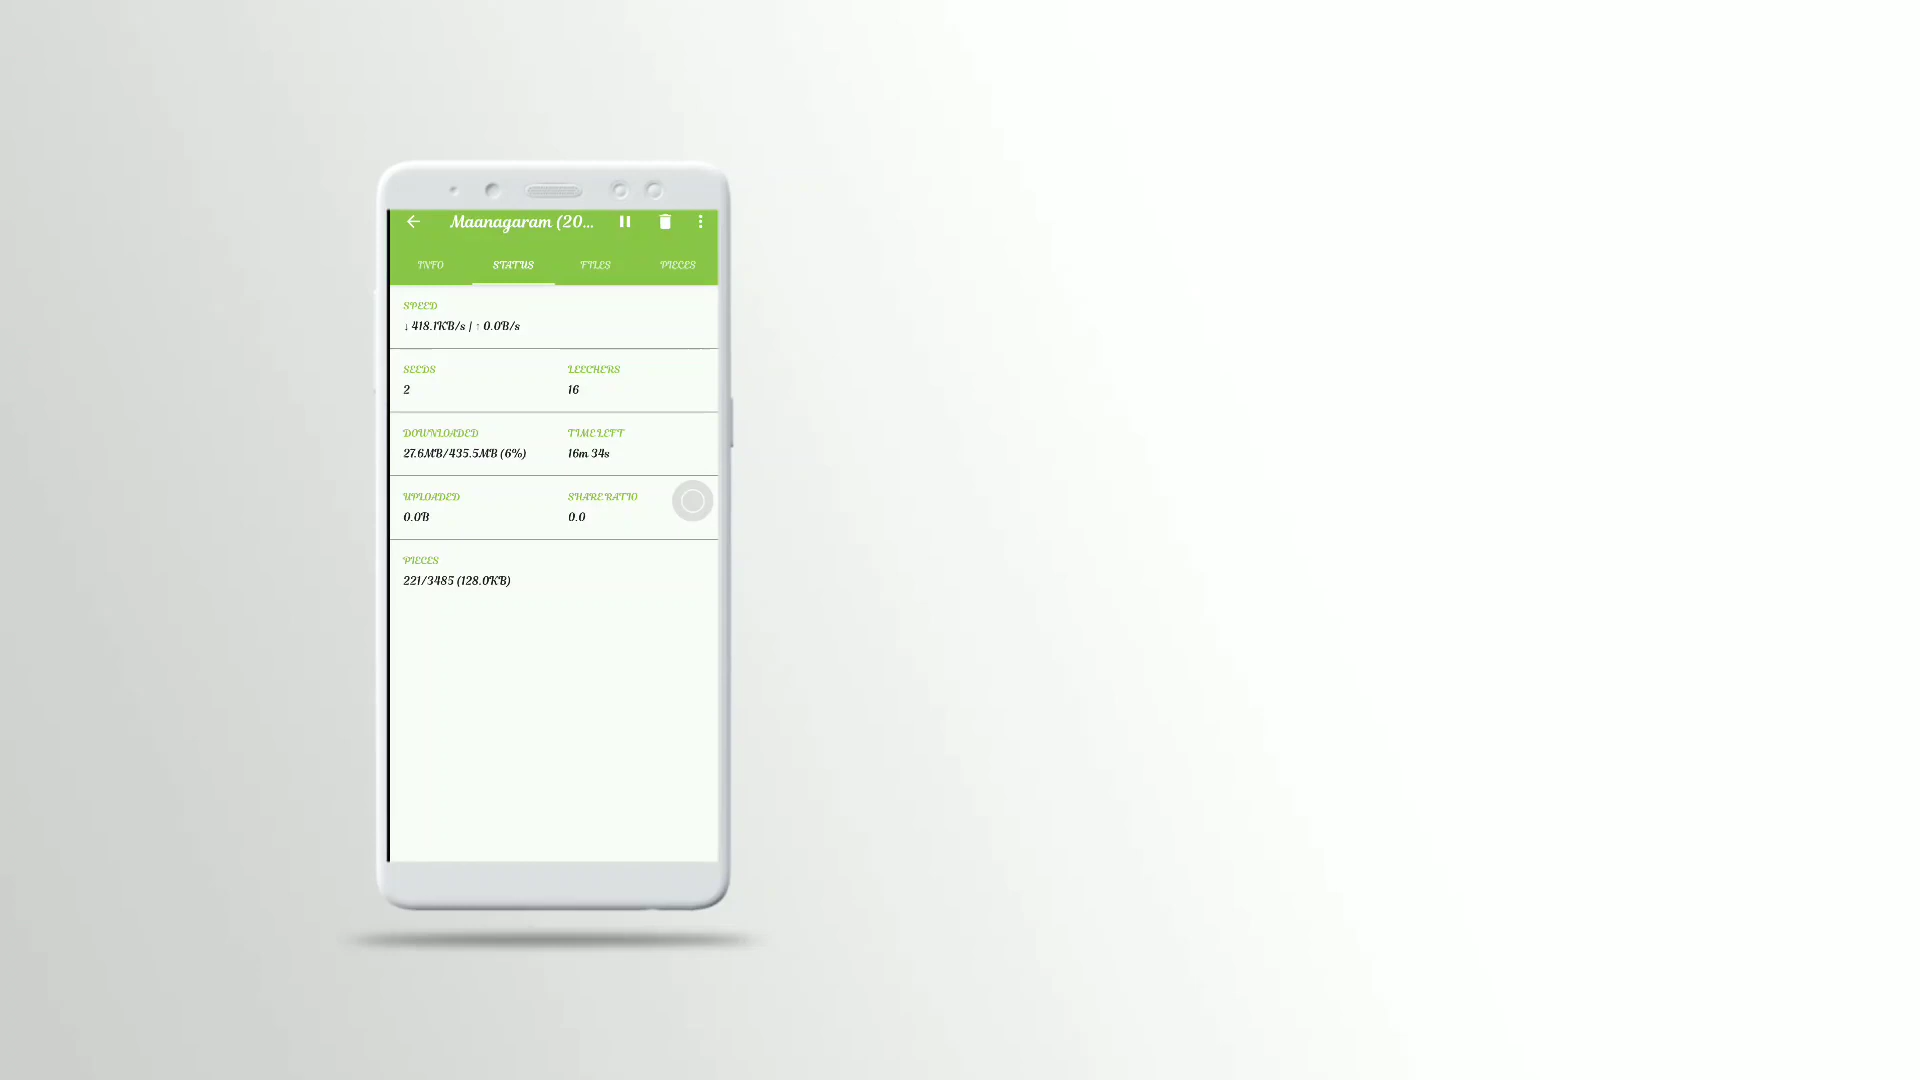 Maanagaram (20...
INFO STATUS FILES PIECES
SPEED
↓ 418.1KB/s / ↑ 0.0B/s
SEEDS LEECHERS
2 16
DOWNLOADED TIME LEFT
27.6MB/435.5MB (6%) 16m 34s
UPLOADED SHARE RATIO
0.0B 0.0
PIECES
221/3485 (128.0KB)